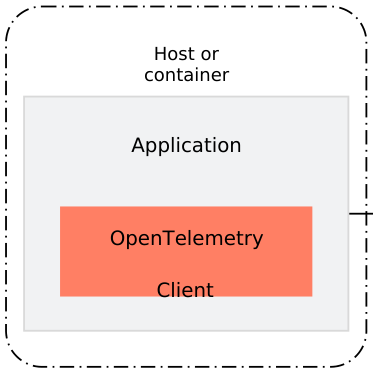 Host or
container
Application
OpenTelemetry
Client